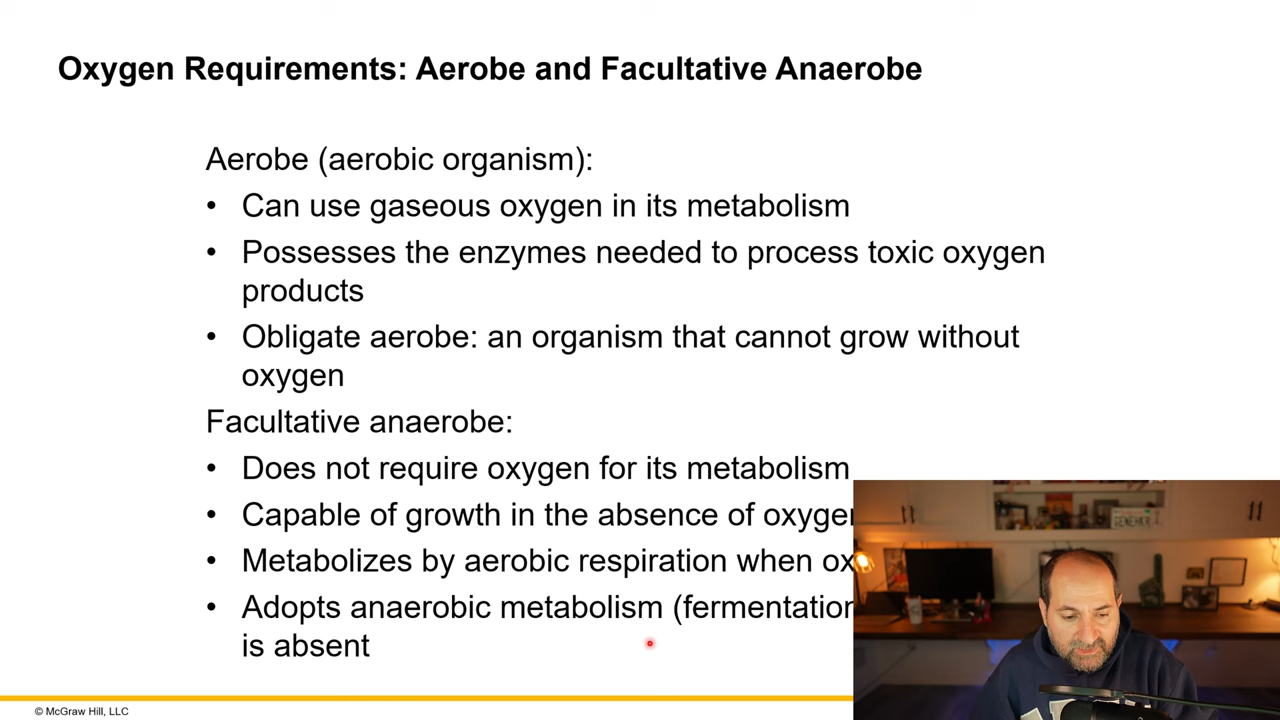 Oxygen Requirements: Aerobe and Facultative Anaerobe
Aerobe (aerobic organism):
• Can use gaseous oxygen in its metabolism
• Possesses the enzymes needed to process toxic oxygen
products
• Obligate aerobe: an organism that cannot grow without
oxygen
Facultative anaerobe:
• Does not require oxygen for its metabolism
• Capable of growth in the absence of
• Metabolizes by aerobic respiration when
• Adopts anaerobic metabolism
is absent
© McGraw Hill, LLC